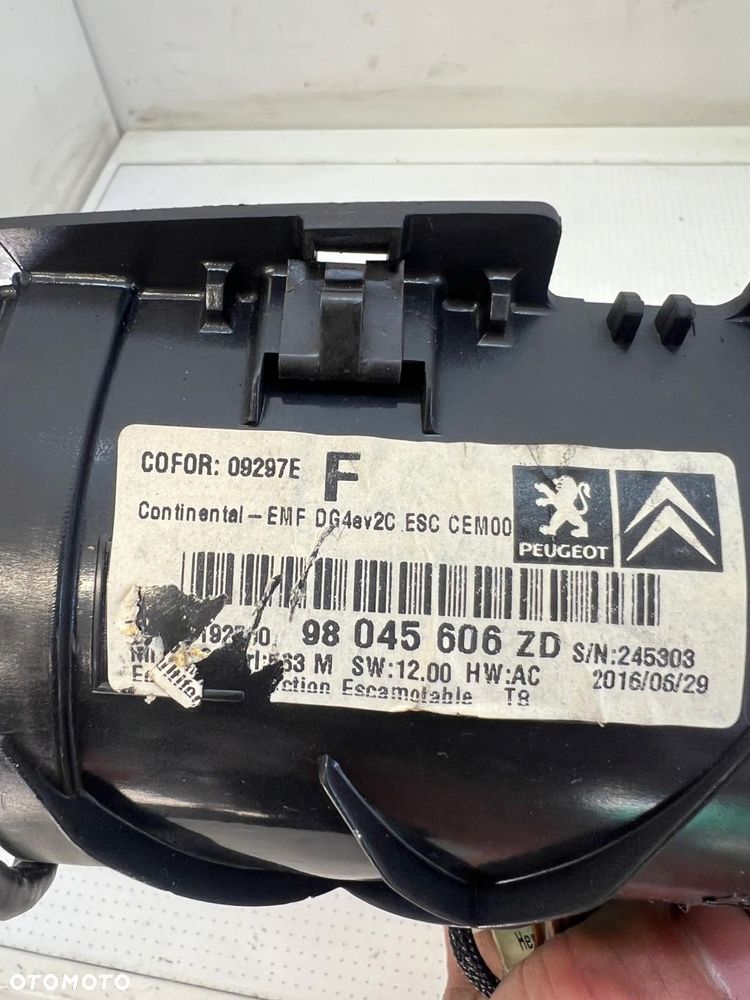 COFOR: 09297E F
Continental-EMF DG4ev2C ESC CEM00
PEUGEOT
98 045 606 ZD S/N:245303
SW:12.00 HW:AC 2016/06/29
Escamotable T8
OTOMOTO